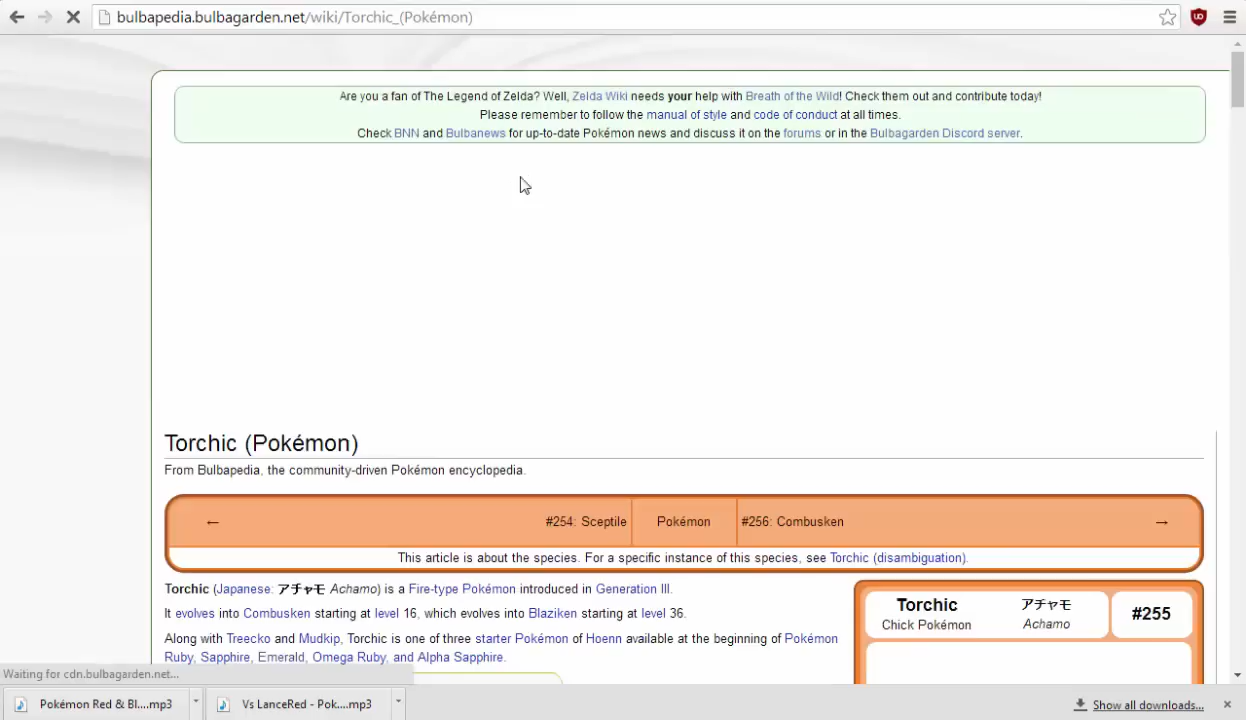 bulbapedia.bulbagarden.net/wiki/Torchic_(Pokémon)
Are you a fan of The Legend of Zelda? Well, Zelda Wiki needs your help with Breath of the Wild! Check them out and contribute today!
Please remember to follow the manual of style and code of conduct at all times.
Check BNN and Bulbanews for up-to-date Pokémon news and discuss it on the forums or in the Bulbagarden Discord server.
Torchic (Pokémon)
From Bulbapedia, the community-driven Pokémon encyclopedia.
← #254: Sceptile Pokémon #256: Combusken →
This article is about the species. For a specific instance of this species, see Torchic (disambiguation).
Torchic (Japanese: アチャモ Achamo) is a Fire-type Pokémon introduced in Generation III.
It evolves into Combusken starting at level 16, which evolves into Blaziken starting at level 36.
Along with Treecko and Mudkip, Torchic is one of three starter Pokémon of Hoenn available at the beginning of Pokémon
Ruby, Sapphire, Emerald, Omega Ruby, and Alpha Sapphire.
Torchic アチャモ #255
Chick Pokémon Achamo
Waiting for cdn.bulbagarden.net...
Pokémon Red & Bl....mp3 Vs LanceRed - Pok....mp3 Show all downloads...